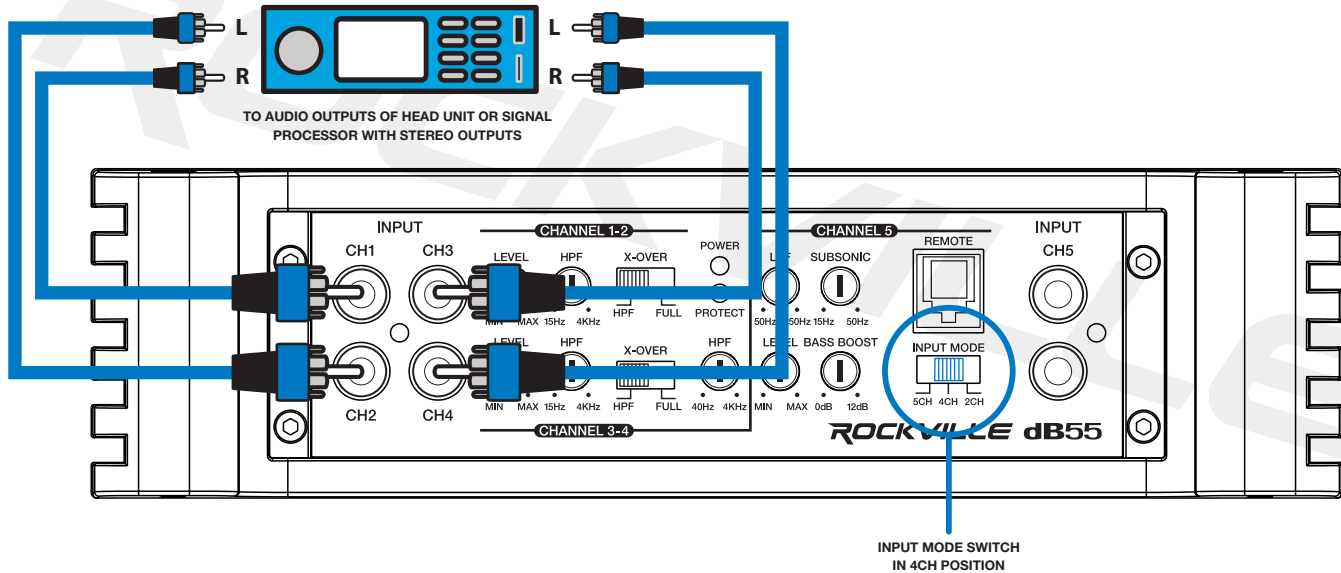 L
L
R
R
TO AUDIO OUTPUTS OF HEAD UNIT OR SIGNAL
PROCESSOR WITH STEREO OUTPUTS
ROCKVILLE
INPUT
CH1
CH3
CH2
CH4
CHANNEL 1-2
LEVEL
HPF
X-OVER
MIN
MAX
15Hz
4KHz
HPF
FULL
LEVEL
HPF
X-OVER
HPF
MIN
MAX
15Hz
4KHz
HPF
FULL
40Hz
4KHz
CHANNEL 3-4
POWER
PROTECT
CHANNEL 5
SUBSONIC
50Hz
15Hz
50Hz
LEVEL
BASS BOOST
MIN
MAX
0dB
12dB
REMOTE
INPUT MODE
5CH
4CH
2CH
INPUT
CH5
ROCKVILLE dB55
INPUT MODE SWITCH
IN 4CH POSITION